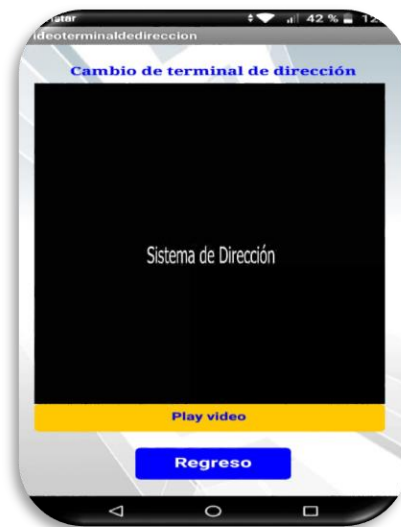 42 %
ideoterminaldedireccion
Cambio de terminal de dirección
Sistema de Dirección
Play video
Regreso